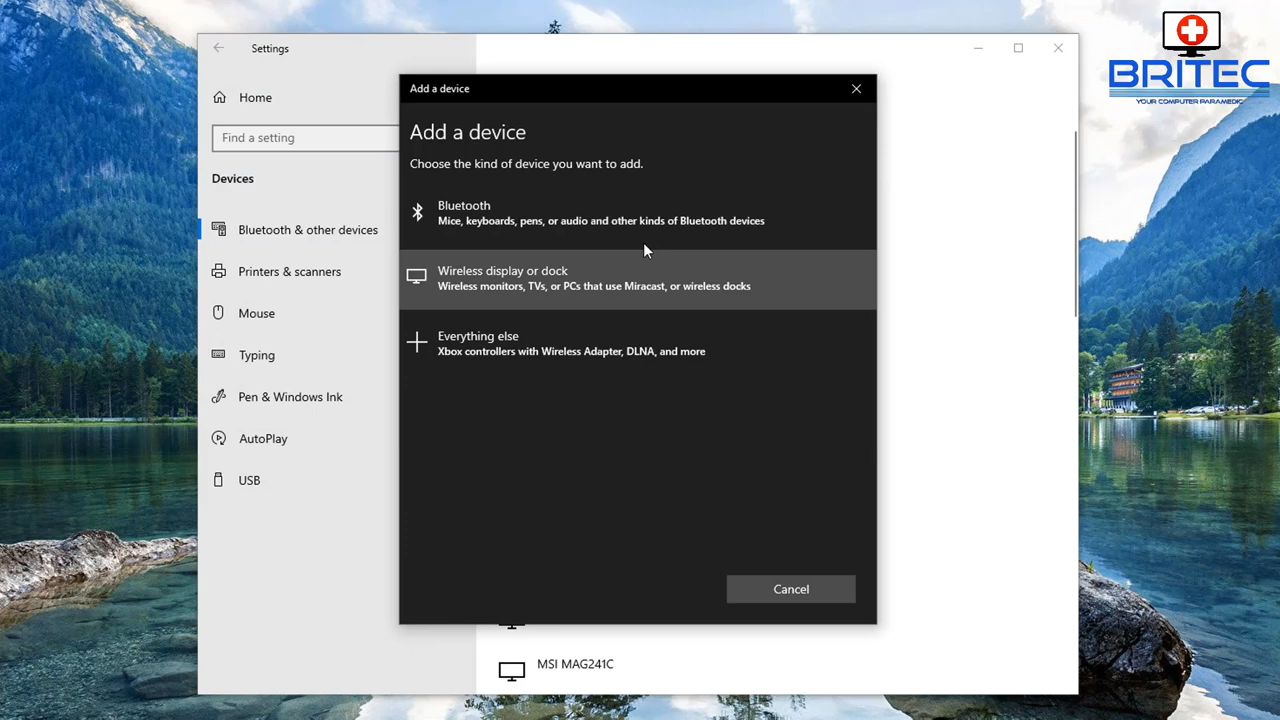 Settings
Home
Find a setting
Devices
Bluetooth & other devices
Printers & scanners
Mouse
Typing
Pen & Windows Ink
AutoPlay
USB
Add a device
Add a device
Choose the kind of device you want to add.
Bluetooth
Mice, keyboards, pens, or audio and other kinds of Bluetooth devices
Wireless display or dock
Wireless monitors, TVs, or PCs that use Miracast, or wireless docks
Everything else
Xbox controllers with Wireless Adapter, DLNA, and more
Cancel
MSI MAG241C
BRITEC
YOUR COMPUTER PARAMEDIC